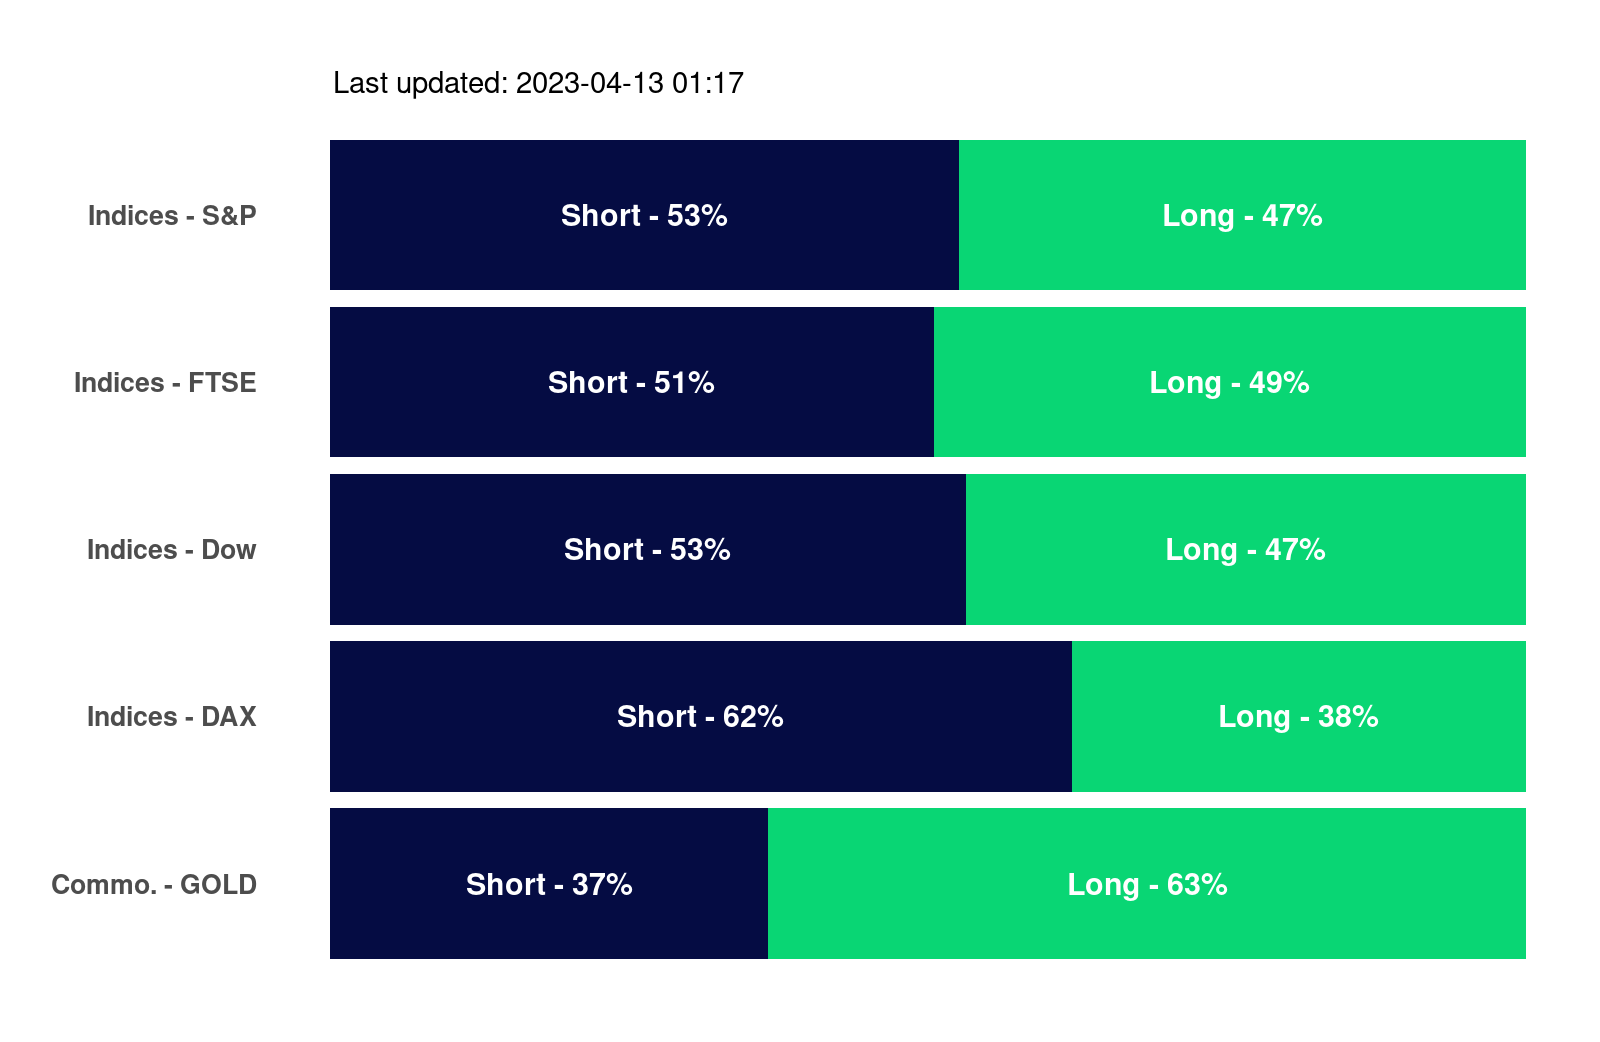 Last updated: 2023-04-13 01:17
Indices - S&P Short - 53% Long - 47%
Indices - FTSE Short - 51% Long - 49%
Indices - Dow Short - 53% Long - 47%
Indices - DAX Short - 62% Long - 38%
Commo. - GOLD Short - 37% Long - 63%